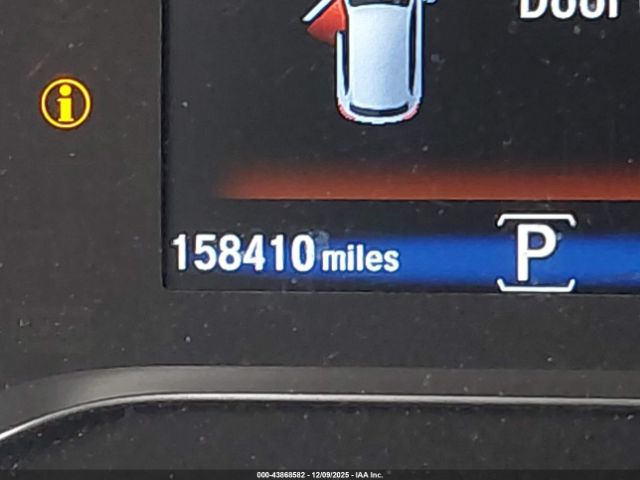 Door
158410 miles
P
000-43868582 - 12/09/2025 - IAA Inc.